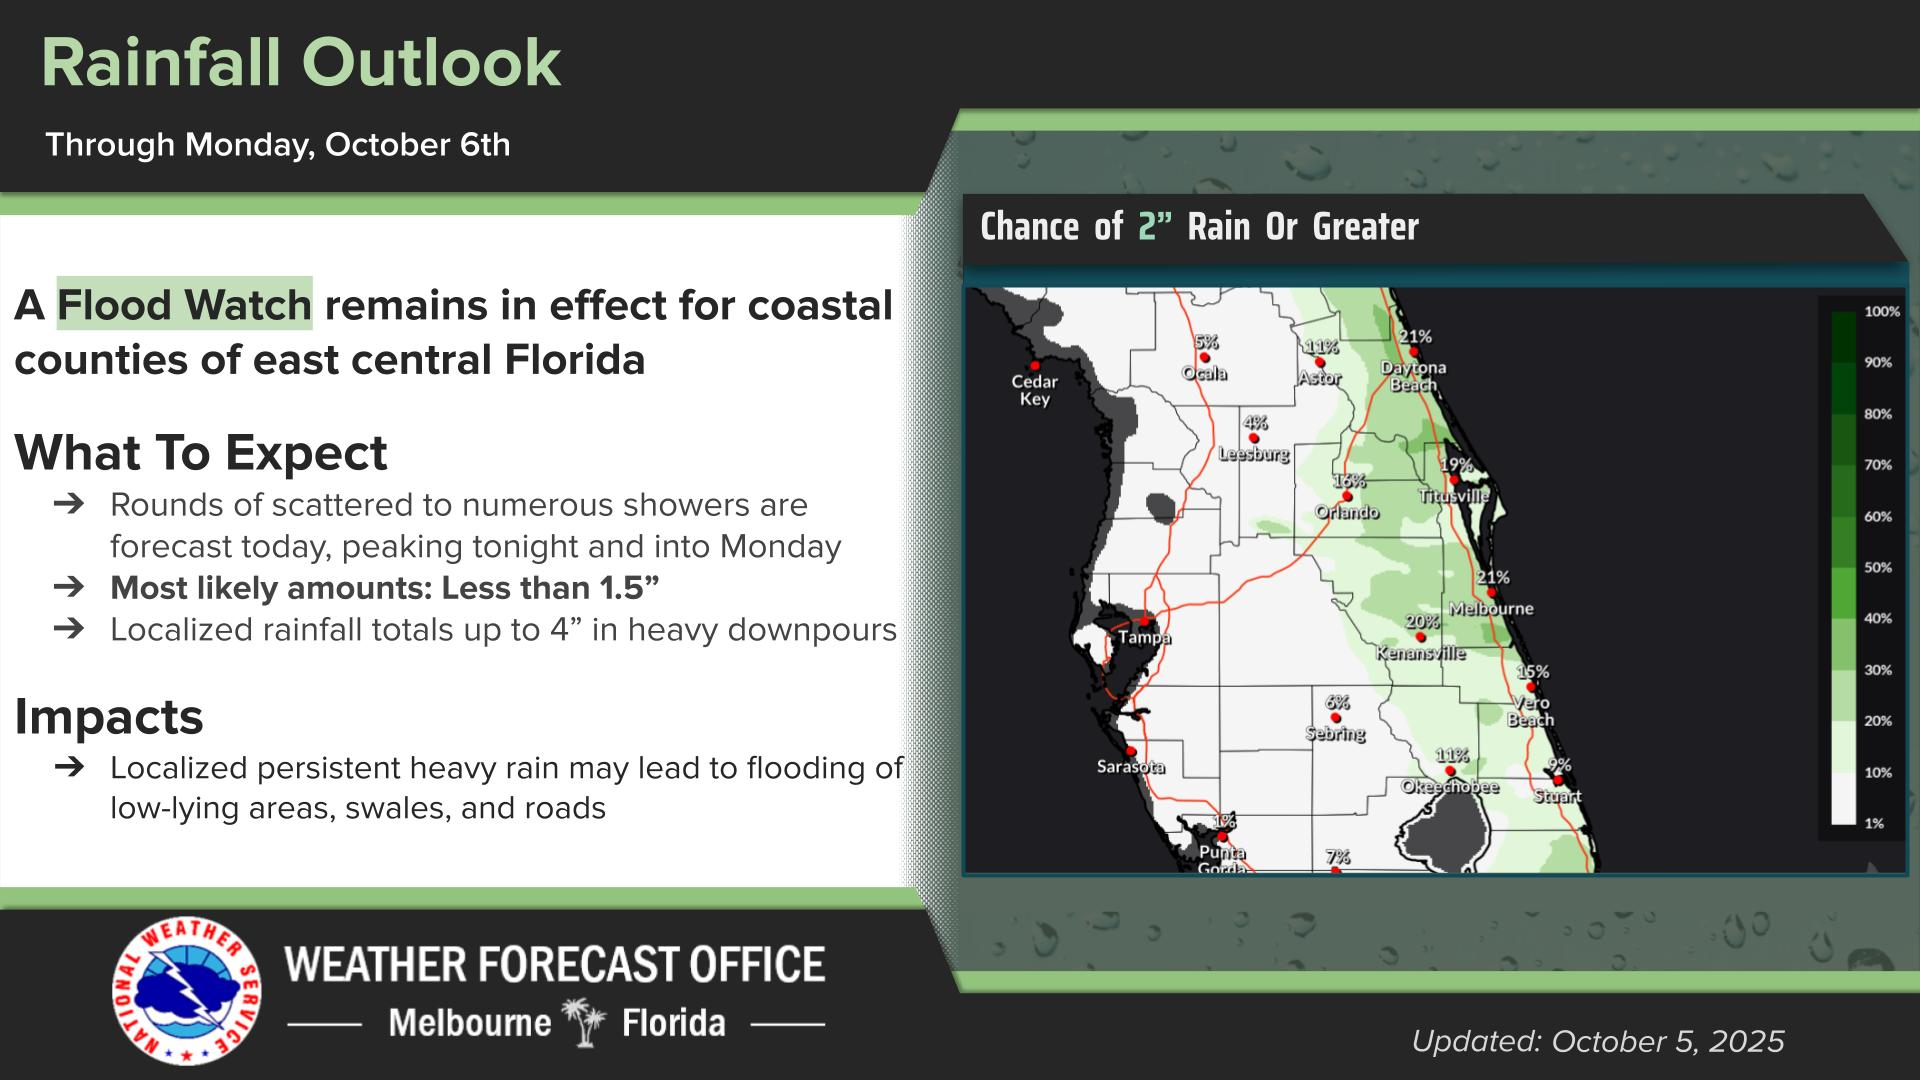 Rainfall Outlook
Through Monday, October 6th
A Flood Watch remains in effect for coastal
counties of east central Florida
What To Expect
➔ Rounds of scattered to numerous showers are
forecast today, peaking tonight and into Monday
➔ Most likely amounts: Less than 1.5”
➔ Localized rainfall totals up to 4” in heavy downpours
Impacts
➔ Localized persistent heavy rain may lead to flooding of
low-lying areas, swales, and roads
Chance of 2” Rain Or Greater
5%
Ocala
11%
Astor
21%
Daytona
Beach
Cedar
Key
4%
Leesburg
19%
Titusville
16%
Orlando
21%
Melbourne
20%
Kenansville
Tampa
15%
Vero
Beach
6%
Sebring
11%
Okeechobee
9%
Stuart
Sarasota
1%
Punta
Gorda
7%
100%
90%
80%
70%
60%
50%
40%
30%
20%
10%
1%
NATIONAL WEATHER SERVICE
WEATHER FORECAST OFFICE
Melbourne Florida
Updated: October 5, 2025